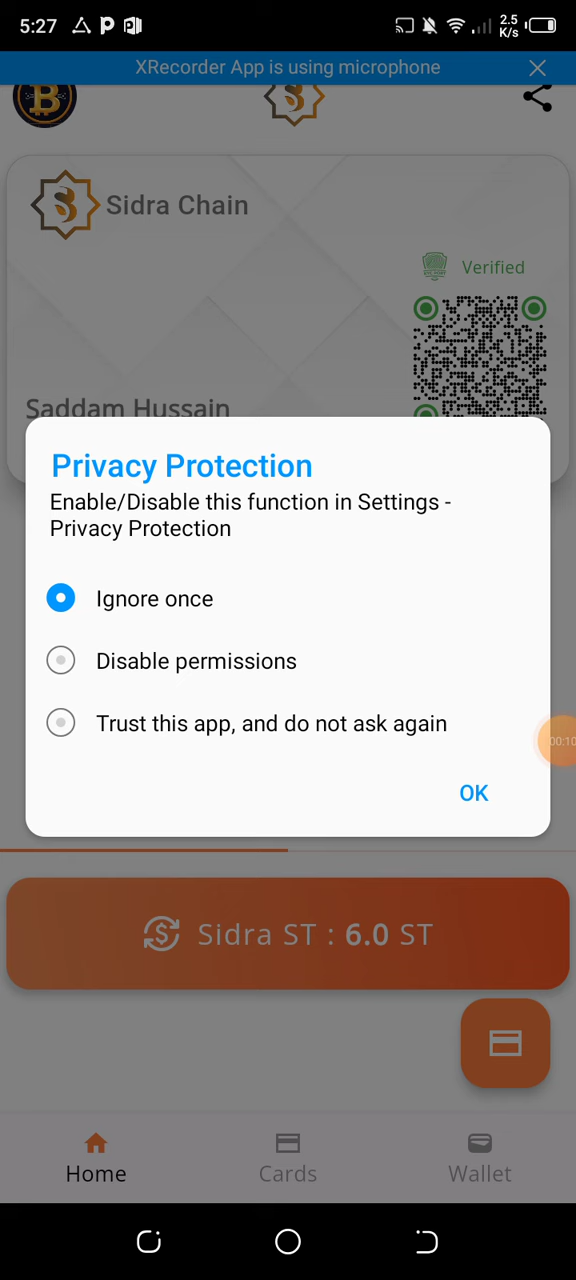 5:27
2.5
K/s
XRecorder App is using microphone
Sidra Chain
Verified
Saddam Hussain
Privacy Protection
Enable/Disable this function in Settings -
Privacy Protection
Ignore once
Disable permissions
Trust this app, and do not ask again
00:10
OK
Sidra ST : 6.0 ST
Home
Cards
Wallet